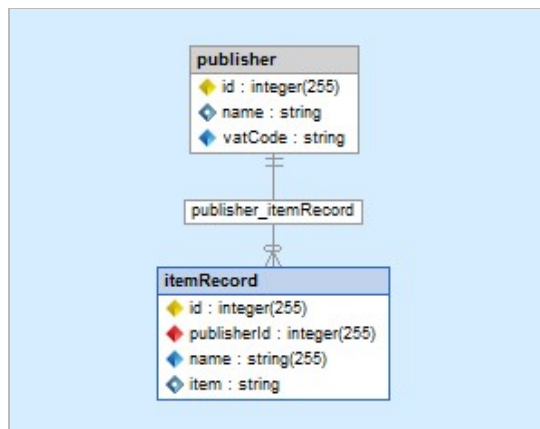 publisher
id : integer(255)
name : string
vatCode : string
publisher_itemRecord
itemRecord
id : integer(255)
publisherId : integer(255)
name : string(255)
item : string